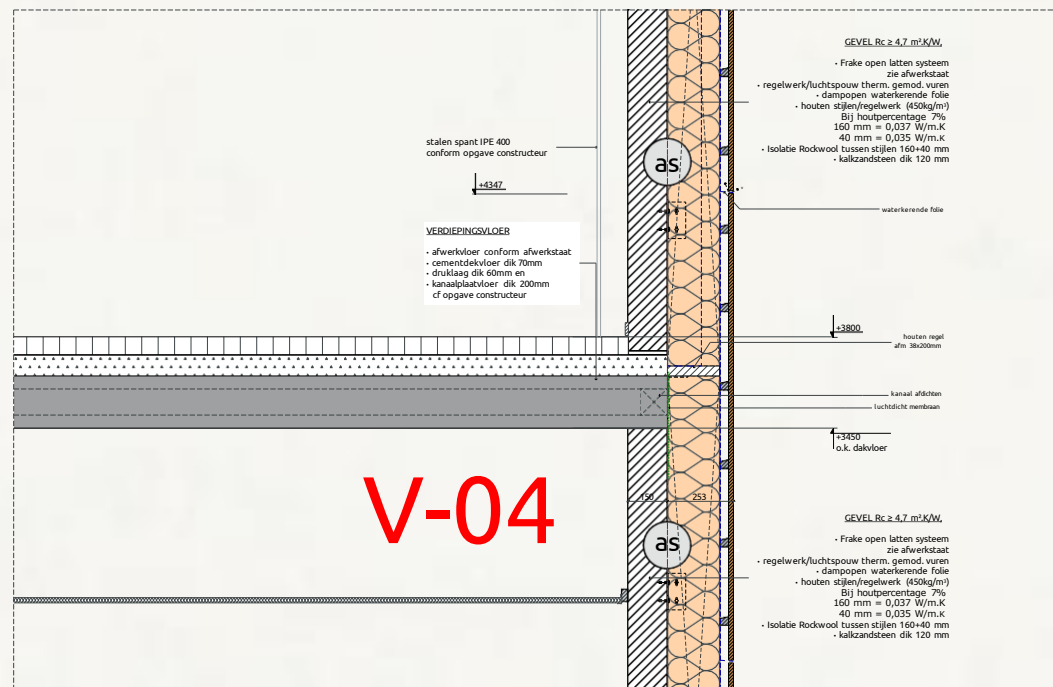 GEVEL Rc ≥ 4,7 m².K/W,
• Frake open latten systeem
zie afwerkstaat
• regelwerk/luchtspouw therm. gemod. vuren
• dampopen waterkerende folie
• houten stijlen/regelwerk (450kg/m³)
Bij houtpercentage 7%
160 mm = 0,037 W/m.K
40 mm = 0,035 W/m.K
• Isolatie Rockwool tussen stijlen 160+40 mm
• kalkzandsteen dik 120 mm
stalen spant IPE 400
conform opgave constructeur
as
+4347
waterkerende folie
VERDIEPINGSVLOER
• afwerkvloer conform afwerkstaat
• cementdekvloer dik 70mm
• druklaag dik 60mm en
• kanaalplaatvloer dik 200mm
cf opgave constructeur
+3800
houten regel
afm 38x200mm
kanaal afdichten
luchtdicht membraan
+3450
o.k. dakvloer
V-04
150
253
as
GEVEL Rc ≥ 4,7 m².K/W,
• Frake open latten systeem
zie afwerkstaat
• regelwerk/luchtspouw therm. gemod. vuren
• dampopen waterkerende folie
• houten stijlen/regelwerk (450kg/m³)
Bij houtpercentage 7%
160 mm = 0,037 W/m.K
40 mm = 0,035 W/m.K
• Isolatie Rockwool tussen stijlen 160+40 mm
• kalkzandsteen dik 120 mm